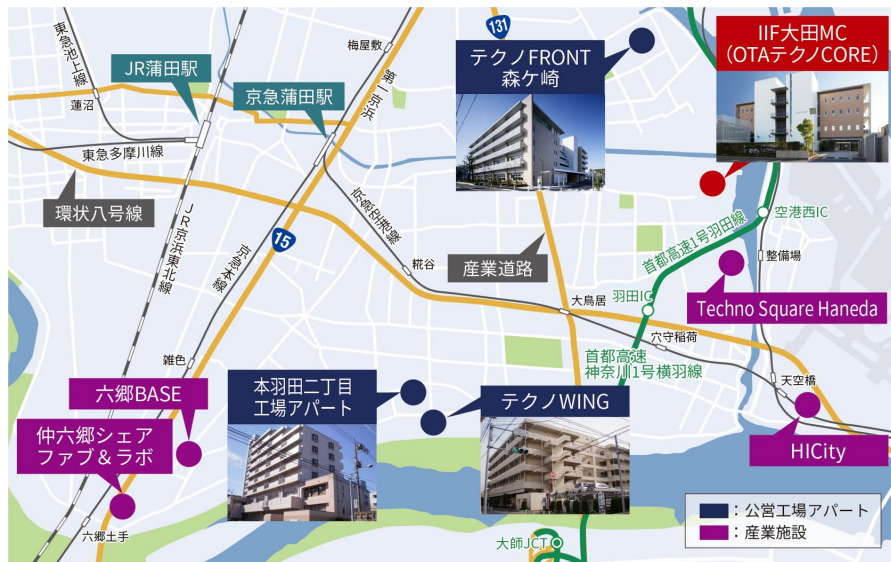 東急池上線
梅屋敷
131
テクノFRONT
森ケ崎
IIF大田MC
（OTAテクノCORE）
JR蒲田駅
京急蒲田駅
第一京浜
蓮沼
東急多摩川線
環状八号線
JR京浜東北線
京急本線
15
京急空港線
糀谷
産業道路
大鳥居
首都高速1号羽田線
空港西IC
整備場
羽田IC
Techno Square Haneda
穴守稲荷
首都高速
神奈川1号横羽線
天空橋
雑色
六郷BASE
本羽田二丁目
工場アパート
テクノWING
仲六郷シェア
ファブ＆ラボ
HICity
六郷土手
大師JCT
：公営工場アパート
：産業施設